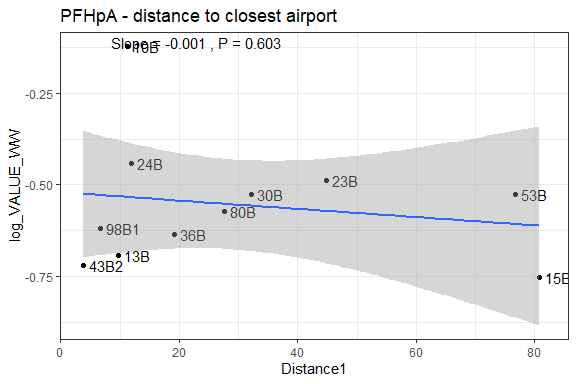 PFHpA - distance to closest airport
Slope = -0.001 , P = 0.603
24B
23B
30B
53B
80B
98B1
36B
13B
43B2
15B
-0.25
-0.50
-0.75
log_VALUE_WW
0
20
40
60
80
Distance1